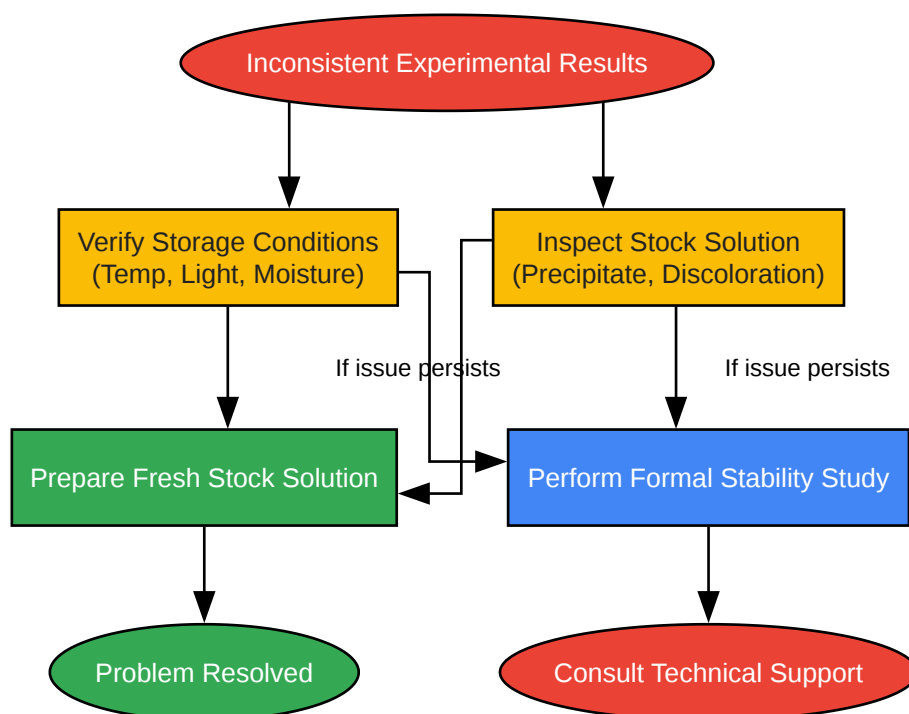 Inconsistent Experimental Results
Verify Storage Conditions
(Temp, Light, Moisture)
Inspect Stock Solution
(Precipitate, Discoloration)
If issue persists
If issue persists
Prepare Fresh Stock Solution
Perform Formal Stability Study
Problem Resolved
Consult Technical Support